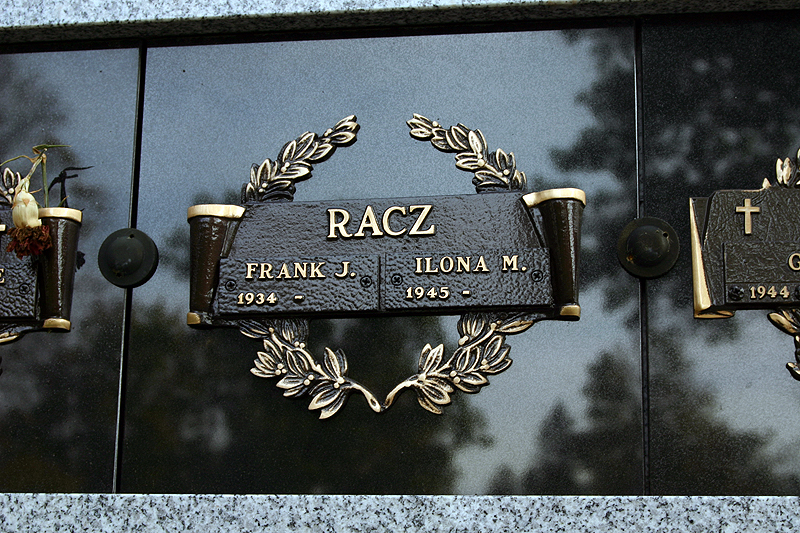 RACZ
FRANK J.
1934 -
ILONA M.
1945 -
E
G
1944